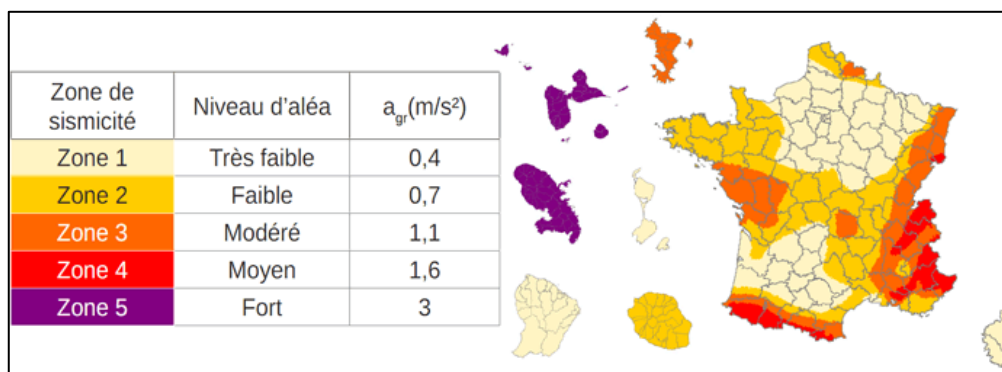 Zone de
sismicité
Niveau d'aléa
agr(m/s²)
Zone 1
Très faible
0,4
Zone 2
Faible
0,7
Zone 3
Modéré
1,1
Zone 4
Moyen
1,6
Zone 5
Fort
3